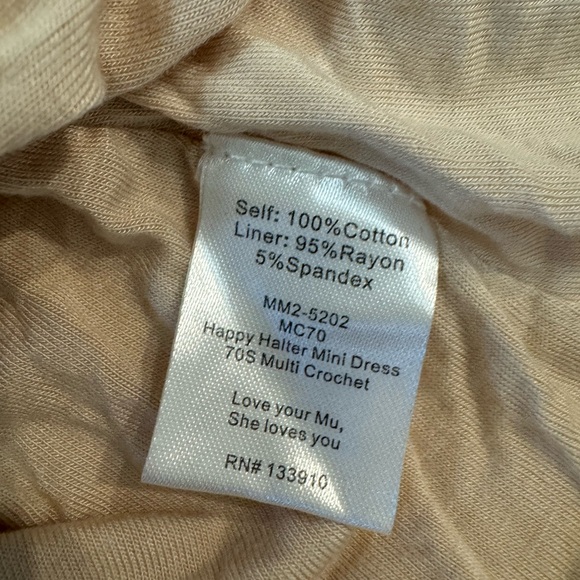 Self: 100%Cotton
Liner: 95%Rayon
5%Spandex
MM2-5202
MC70
Happy Halter Mini Dress
70S Multi Crochet
Love your Mu,
She loves you
RN# 133910